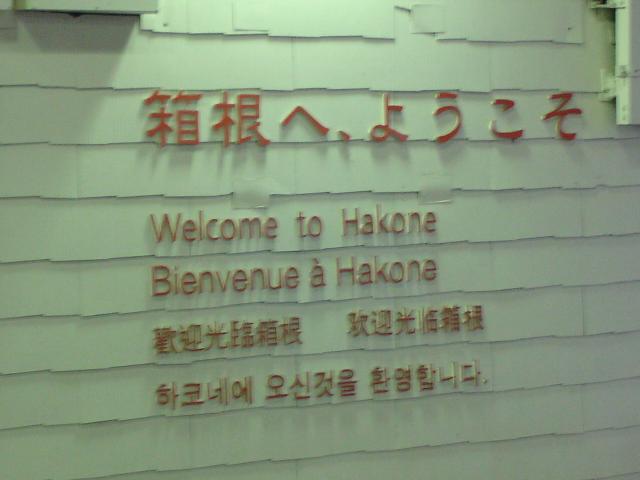 箱根へ、ようこそ
Welcome to Hakone
Bienvenue à Hakone
歡迎光臨箱根 欢迎光临箱根
하코네에 오신것을 환영합니다.